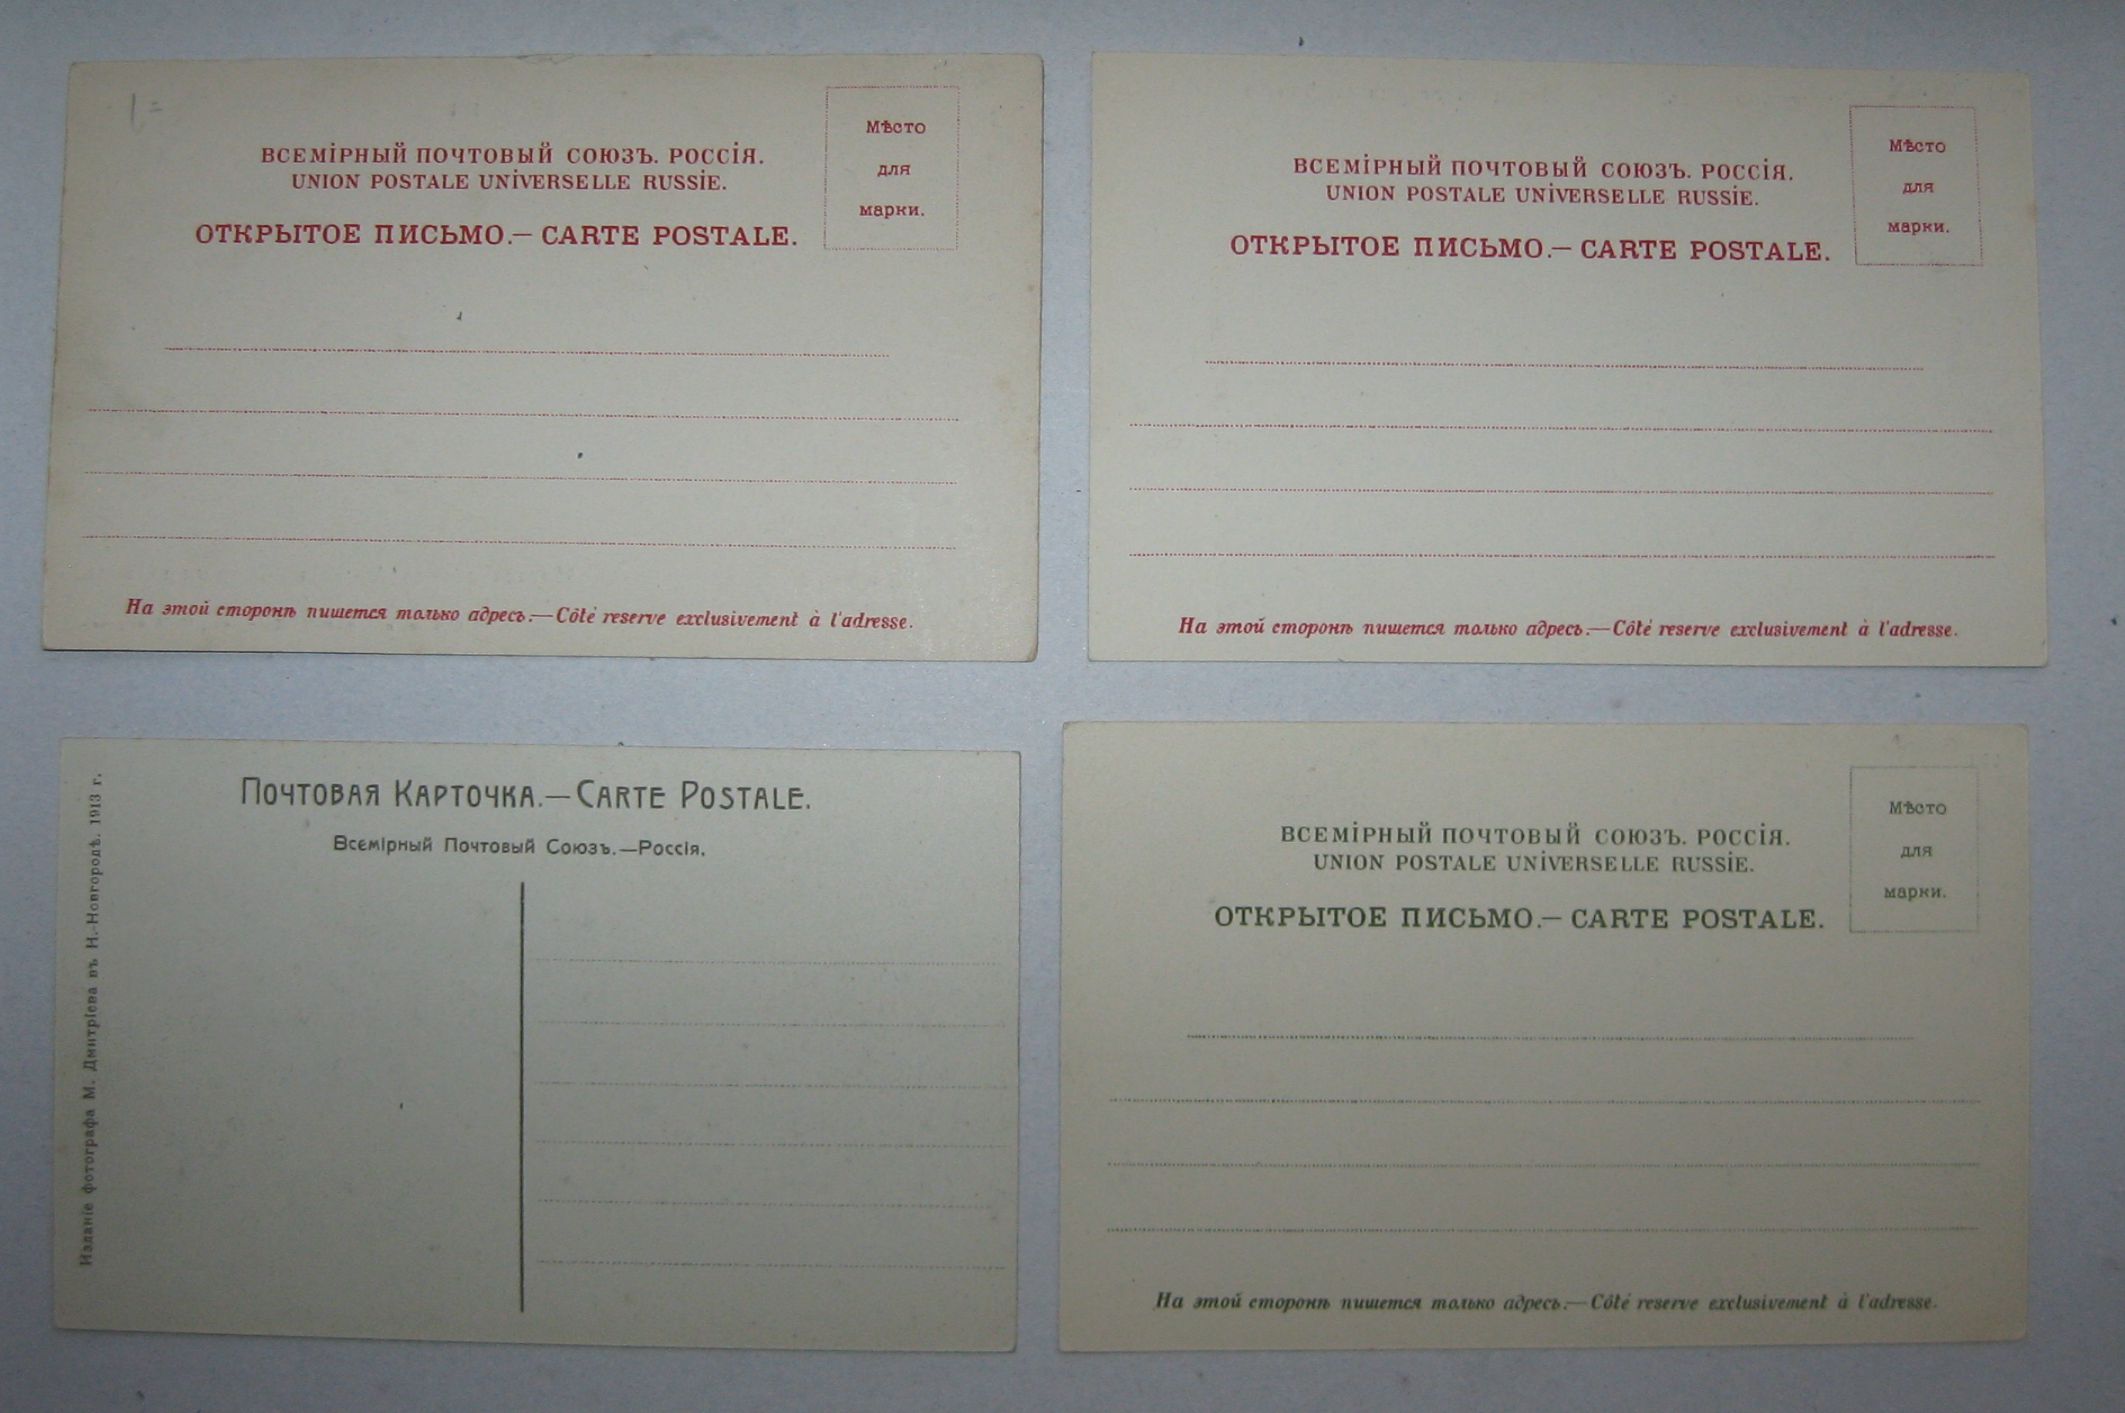 ВСЕМІРНЫЙ ПОЧТОВЫЙ СОЮЗЪ. РОССІЯ.
UNION POSTALE UNIVERSELLE RUSSIE.
ОТКРЫТОЕ ПИСЬМО.— CARTE POSTALE.
Мѣсто
для
марки.
На этой сторонѣ пишется только адресъ.—Côté reserve exclusivement à l'adresse.
ВСЕМІРНЫЙ ПОЧТОВЫЙ СОЮЗЪ. РОССІЯ.
UNION POSTALE UNIVERSELLE RUSSIE.
ОТКРЫТОЕ ПИСЬМО.— CARTE POSTALE.
Мѣсто
для
марки.
На этой сторонѣ пишется только адресъ.—Côté reserve exclusivement à l'adresse.
Почтовая Карточка.—Carte Postale.
Всемірный Почтовый Союзъ.—Россія.
Изданіе фотографа М. Дмитріева въ Н.-Новгородѣ. 1913 г.
ВСЕМІРНЫЙ ПОЧТОВЫЙ СОЮЗЪ. РОССІЯ.
UNION POSTALE UNIVERSELLE RUSSIE.
ОТКРЫТОЕ ПИСЬМО.— CARTE POSTALE.
Мѣсто
для
марки.
На этой сторонѣ пишется только адресъ.—Côté reserve exclusivement à l'adresse.